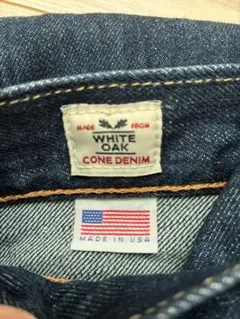 MADE FROM
WHITE
OAK
CONE DENIM
MADE IN USA